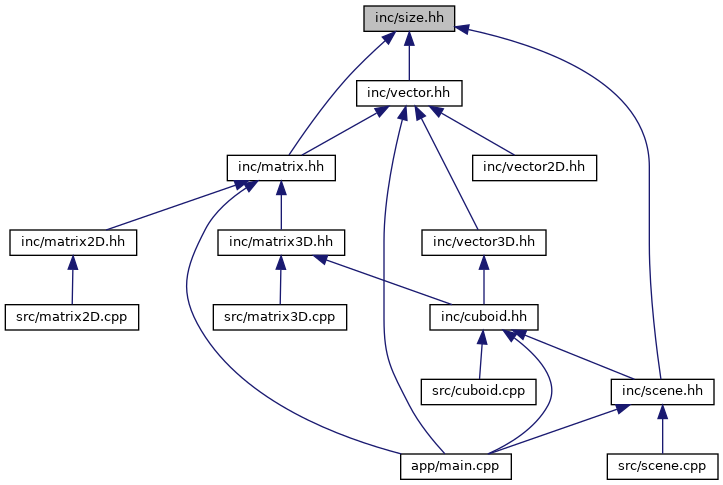 inc/size.hh
inc/vector.hh
inc/matrix.hh
inc/vector2D.hh
inc/matrix2D.hh
inc/matrix3D.hh
inc/vector3D.hh
src/matrix2D.cpp
src/matrix3D.cpp
inc/cuboid.hh
src/cuboid.cpp
inc/scene.hh
app/main.cpp
src/scene.cpp